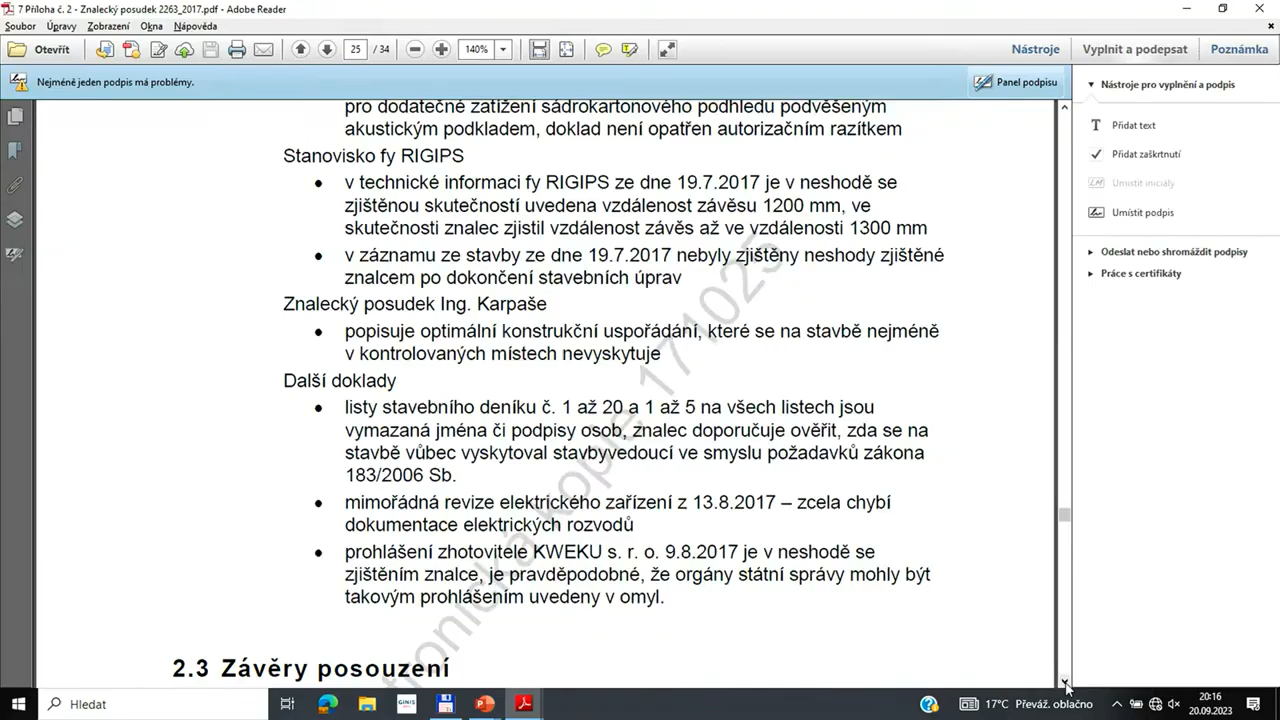 7 Příloha č. 2 - Znalecký posudek 2263_2017.pdf - Adobe Reader
Soubor Úpravy Zobrazení Okna Nápověda
Otevřít 25 / 34 140% Nástroje Vyplnit a podepsat Poznámka
Nejméně jeden podpis má problémy. Panel podpisu
pro dodatečné zatížení sádrokartonového podhledu podvěšeným
akustickým podkladem, doklad není opatřen autorizačním razítkem
Stanovisko fy RIGIPS
• v technické informaci fy RIGIPS ze dne 19.7.2017 je v neshodě se
zjištěnou skutečností uvedena vzdálenost závěsu 1200 mm, ve
skutečnosti znalec zjistil vzdálenost závěs až ve vzdálenosti 1300 mm
• v záznamu ze stavby ze dne 19.7.2017 nebyly zjištěny neshody zjištěné
znalcem po dokončení stavebních úprav
Znalecký posudek Ing. Karpaše
• popisuje optimální konstrukční uspořádání, které se na stavbě nejméně
v kontrolovaných místech nevyskytuje
Další doklady
• listy stavebního deníku č. 1 až 20 a 1 až 5 na všech listech jsou
vymazaná jména či podpisy osob, znalec doporučuje ověřit, zda se na
stavbě vůbec vyskytoval stavbyvedoucí ve smyslu požadavků zákona
183/2006 Sb.
• mimořádná revize elektrického zařízení z 13.8.2017 – zcela chybí
dokumentace elektrických rozvodů
• prohlášení zhotovitele KWEKU s. r. o. 9.8.2017 je v neshodě se
zjištěním znalce, je pravděpodobné, že orgány státní správy mohly být
takovým prohlášením uvedeny v omyl.
2.3 Závěry posouzení
tronická kopie 171025
Nástroje pro vyplnění a podpis
T Přidat text
Přidat zaškrtnutí
LM Umístit iniciály
Umístit podpis
Odeslat nebo shromáždit podpisy
Práce s certifikáty
Hledat
GINIS
17°C Převáž. oblačno
20:16
20.09.2023